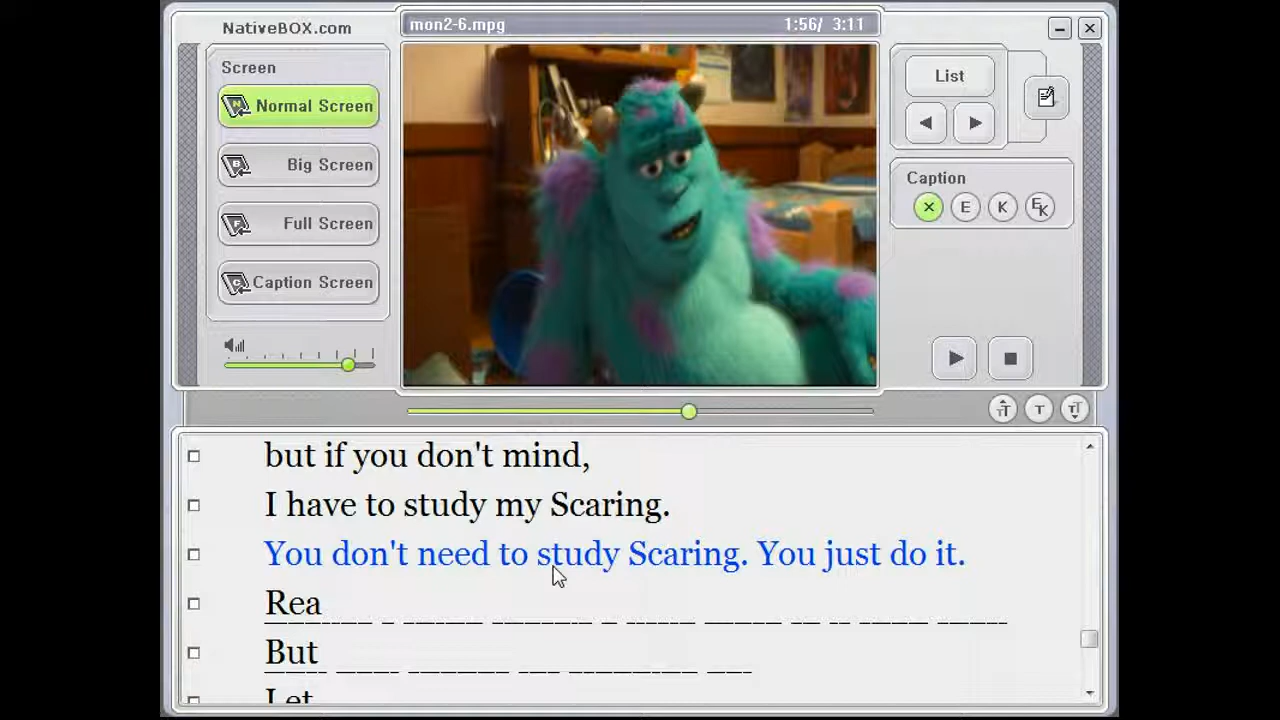 NativeBOX.com
mon2-6.mpg
1:56/ 3:11
Screen
Normal Screen
Big Screen
Full Screen
Caption Screen
List
Caption
X
E
K
EK
T
T
T
but if you don't mind,
I have to study my Scaring.
You don't need to study Scaring. You just do it.
Rea
But
Let